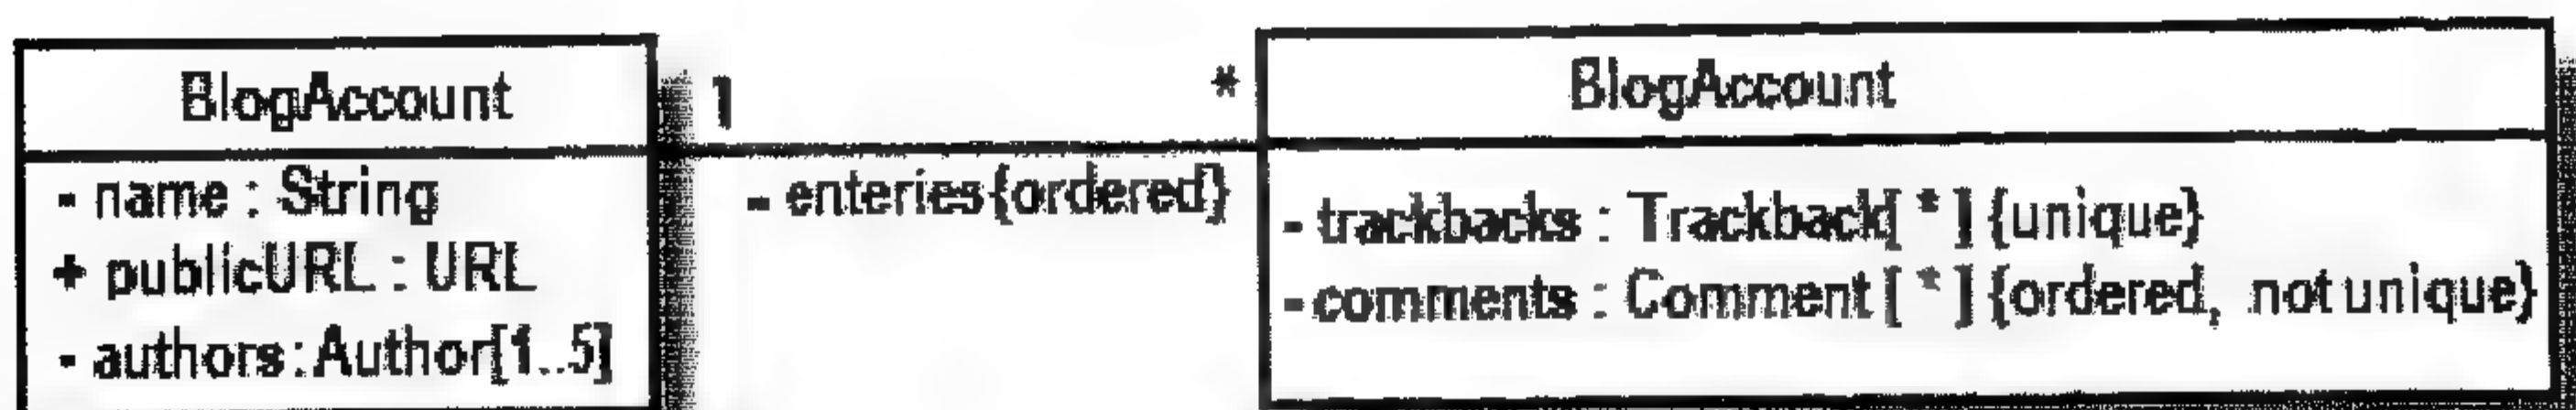 BlogAccount
- name : String
+ publicURL : URL
- authors : Author[1..5]
1
*
- enteries{ordered}
BlogAccount
- trackbacks : Trackback[ * ] {unique}
- comments : Comment [ * ] {ordered, not unique}